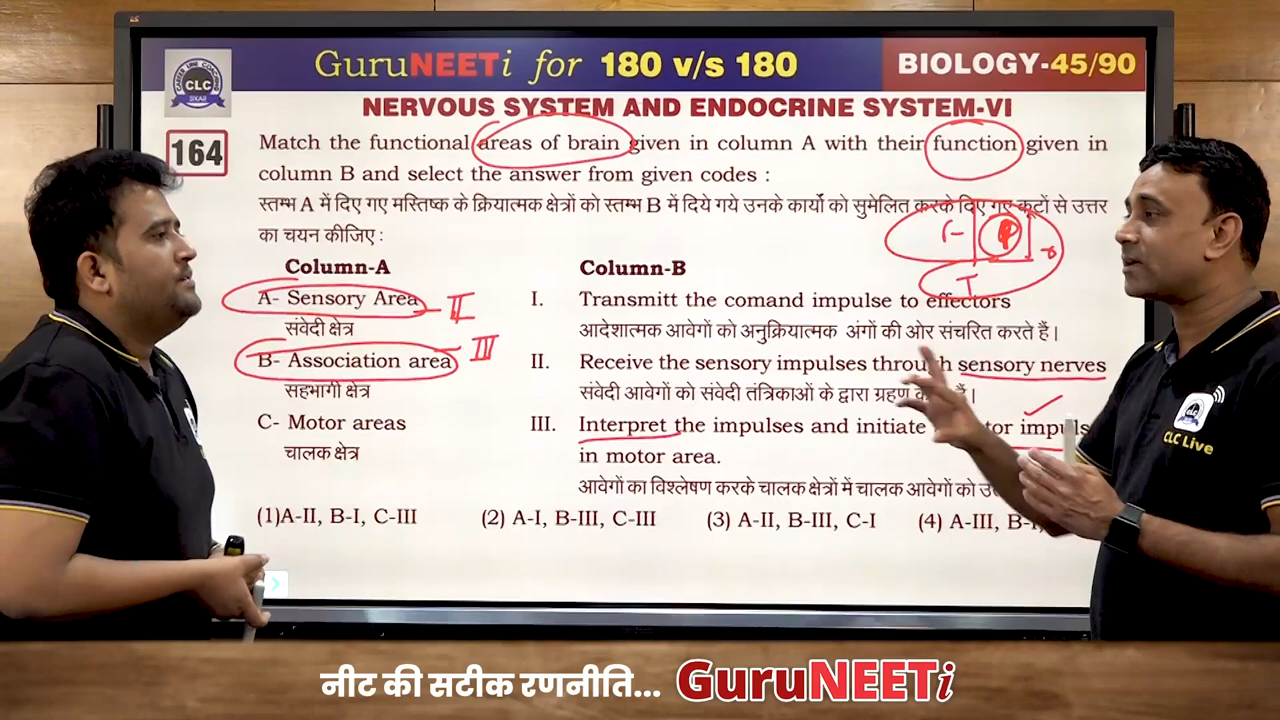 GuruNEETi for 180 v/s 180
BIOLOGY-45/90
CLC
NERVOUS SYSTEM AND ENDOCRINE SYSTEM-VI
164
Match the functional areas of brain given in column A with their function given in
column B and select the answer from given codes :
स्तम्भ A में दिए गए मस्तिष्क के क्रियात्मक क्षेत्रों को स्तम्भ B में दिये गये उनके कार्यो को सुमेलित करके दिए गए कूटों से उत्तर
का चयन कीजिए :
Column-A
Column-B
A- Sensory Area
II
संवेदी क्षेत्र
B- Association area
III
सहभागी क्षेत्र
C- Motor areas
चालक क्षेत्र
I
I. Transmitt the comand impulse to effectors
आदेशात्मक आवेगों को अनुक्रियात्मक अंगों की ओर संचरित करते हैं।
II. Receive the sensory impulses through sensory nerves
संवेदी आवेगों को संवेदी तंत्रिकाओं के द्वारा ग्रहण हैं।
III. Interpret the impulses and initiate
in motor area.
आवेगों का विश्लेषण करके चालक क्षेत्रों में चालक आवेगों को
(1)A-II, B-I, C-III (2) A-I, B-III, C-III (3) A-II, B-III, C-I (4) A-III, B-I,
CLC
CLC Live
नीट की सटीक रणनीति... GuruNEETi